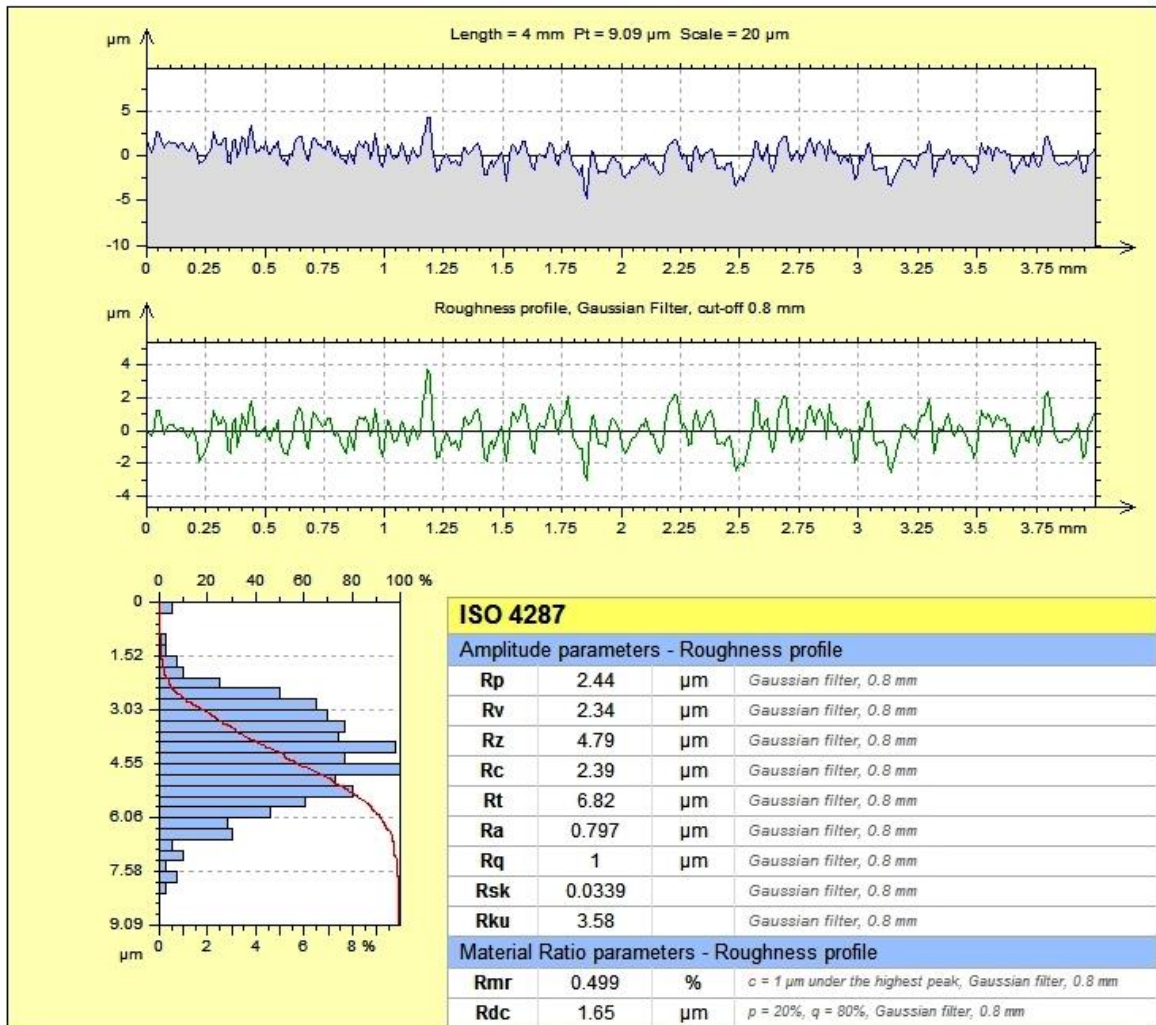 µm
Length = 4 mm Pt = 9.09 µm Scale = 20 µm
5
0
-5
-10
0 0.25 0.5 0.75 1 1.25 1.5 1.75 2 2.25 2.5 2.75 3 3.25 3.5 3.75 mm
µm
Roughness profile, Gaussian Filter, cut-off 0.8 mm
4
2
0
-2
-4
0 0.25 0.5 0.75 1 1.25 1.5 1.75 2 2.25 2.5 2.75 3 3.25 3.5 3.75 mm
0 20 40 60 80 100 %
0
1.52
3.03
4.55
6.06
7.58
9.09
µm
0 2 4 6 8 %
ISO 4287
Amplitude parameters - Roughness profile
Rp 2.44 µm Gaussian filter, 0.8 mm
Rv 2.34 µm Gaussian filter, 0.8 mm
Rz 4.79 µm Gaussian filter, 0.8 mm
Rc 2.39 µm Gaussian filter, 0.8 mm
Rt 6.82 µm Gaussian filter, 0.8 mm
Ra 0.797 µm Gaussian filter, 0.8 mm
Rq 1 µm Gaussian filter, 0.8 mm
Rsk 0.0339 Gaussian filter, 0.8 mm
Rku 3.58 Gaussian filter, 0.8 mm
Material Ratio parameters - Roughness profile
Rmr 0.499 % c = 1 µm under the highest peak, Gaussian filter, 0.8 mm
Rdc 1.65 µm p = 20%, q = 80%, Gaussian filter, 0.8 mm